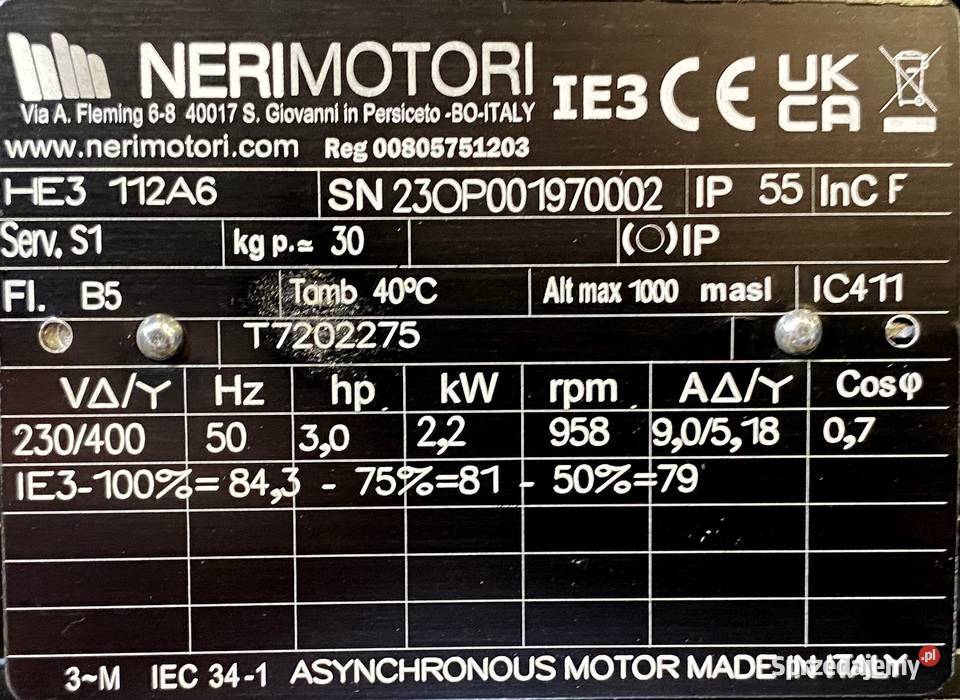 NERIMOTORI IE3 CE UK CA
Via A. Fleming 6-8 40017 S. Giovanni in Persiceto -BO-ITALY
www.nerimotori.com Reg 00805751203
HE3 112A6 SN 23OP001970002 IP 55 InC F
Serv. S1 kg p.≃ 30 (○)IP
Fl. B5 Tamb 40°C Alt max 1000 masl IC411
T7202275
VΔ/Y Hz hp kW rpm AΔ/Y Cosφ
230/400 50 3,0 2,2 958 9,0/5,18 0,7
IE3-100%=84,3 - 75%=81 - 50%=79
3~M IEC 34-1 ASYNCHRONOUS MOTOR MADE IN ITALY
Sprzedajemy.pl